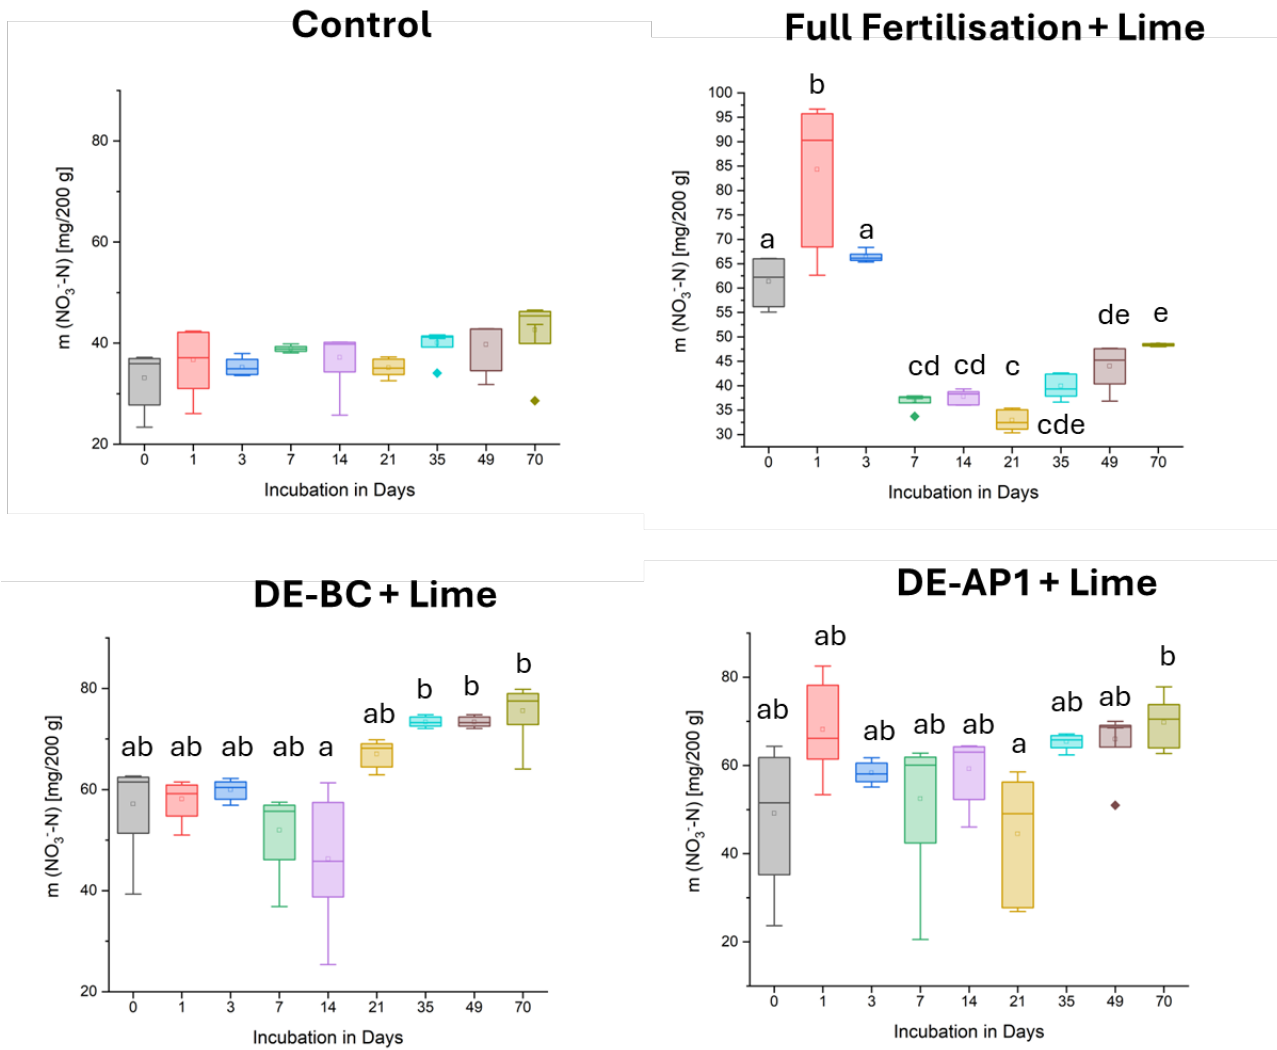 Control
80
60
40
20
m (NO₃⁻-N) [mg/200 g]
0 1 3 7 14 21 35 49 70
Incubation in Days
Full Fertilisation + Lime
100
95
90
85
80
75
70
65
60
55
50
45
40
35
30
m (NO₃⁻-N) [mg/200 g]
a b a cd cd c cde de e
0 1 3 7 14 21 35 49 70
Incubation in Days
DE-BC + Lime
80
60
40
20
m (NO₃⁻-N) [mg/200 g]
ab ab ab ab a ab b b b
0 1 3 7 14 21 35 49 70
Incubation in Days
DE-AP1 + Lime
80
60
40
20
m (NO₃⁻-N) [mg/200 g]
ab ab ab ab ab a ab ab b
0 1 3 7 14 21 35 49 70
Incubation in Days